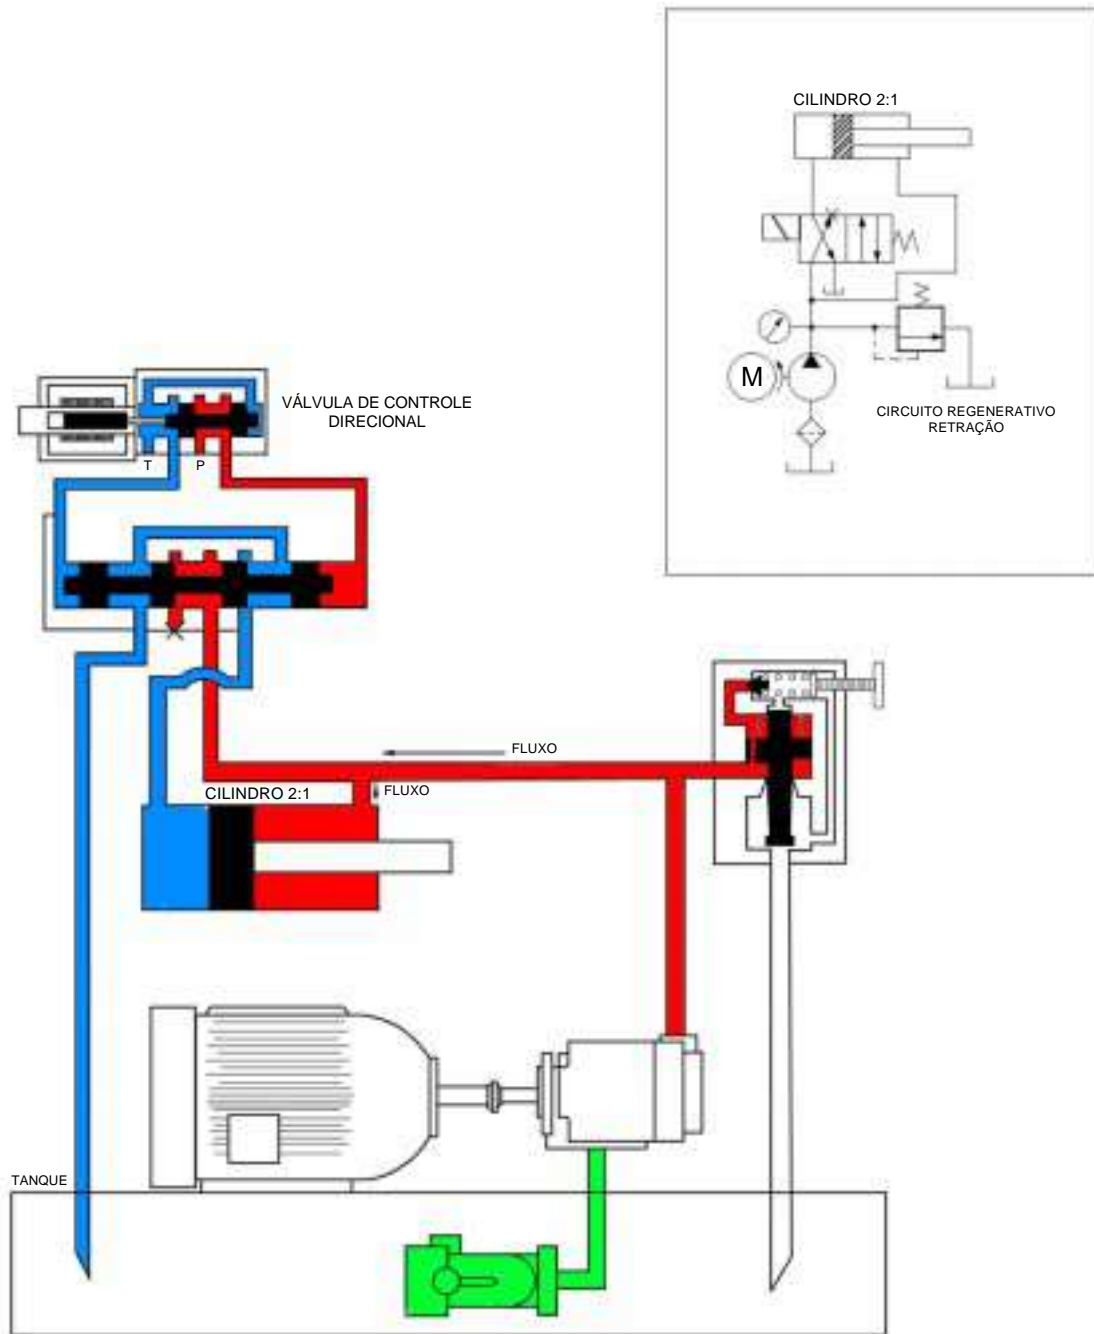 CILINDRO 2:1
M
CIRCUITO REGENERATIVO
RETRAÇÃO
VÁLVULA DE CONTROLE
DIRECIONAL
T
P
FLUXO
CILINDRO 2:1
FLUXO
TANQUE